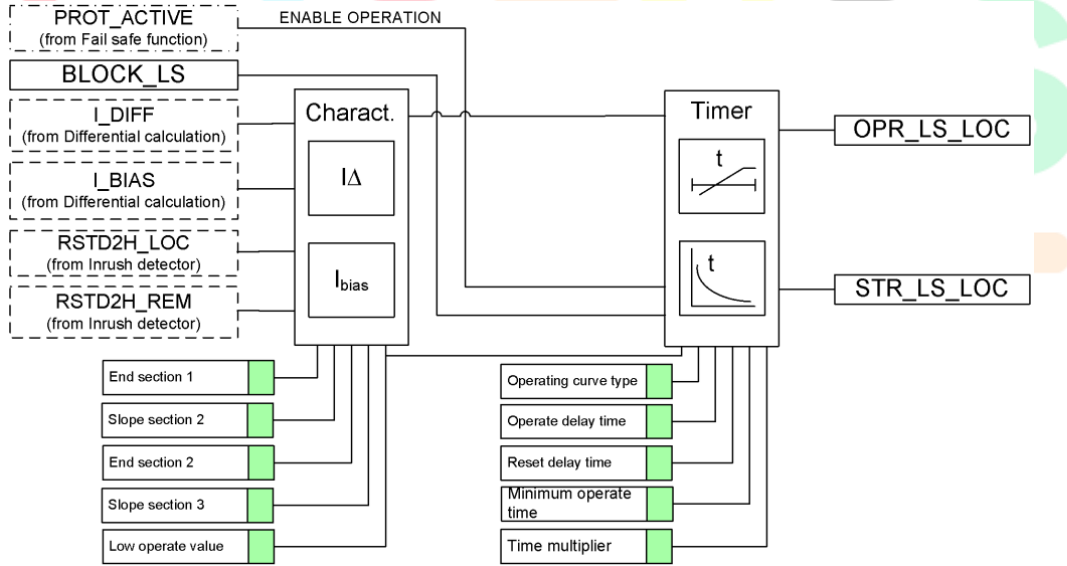 PROT_ACTIVE
(from Fail safe function)
ENABLE OPERATION
BLOCK_LS
I_DIFF
(from Differential calculation)
I_BIAS
(from Differential calculation)
RSTD2H_LOC
(from Inrush detector)
RSTD2H_REM
(from Inrush detector)
Charact.
IΔ
Ibias
Timer
t
t
OPR_LS_LOC
STR_LS_LOC
End section 1
Slope section 2
End section 2
Slope section 3
Low operate value
Operating curve type
Operate delay time
Reset delay time
Minimum operate
time
Time multiplier